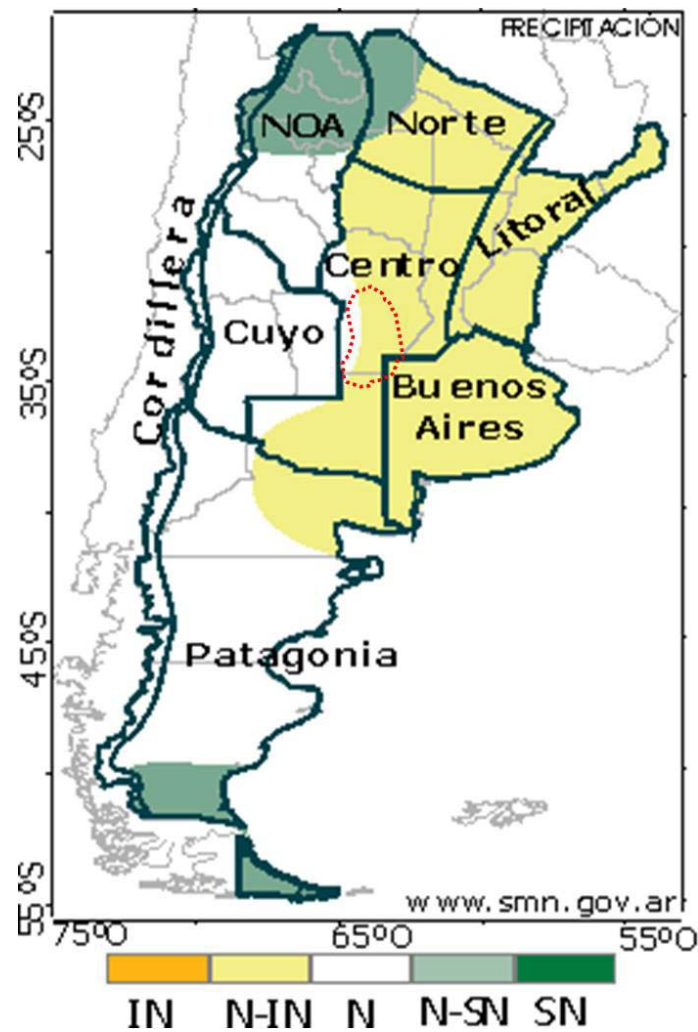 PRECIPITACIÓN
25ºS
NOA
Norte
Cordillera
Litoral
Centro
Cuyo
35ºS
Buenos
Aires
45ºS
Patagonia
www.smn.gov.ar
55ºS
75ºO
65ºO
55ºO
IN
N-IN
N
N-SN
SN